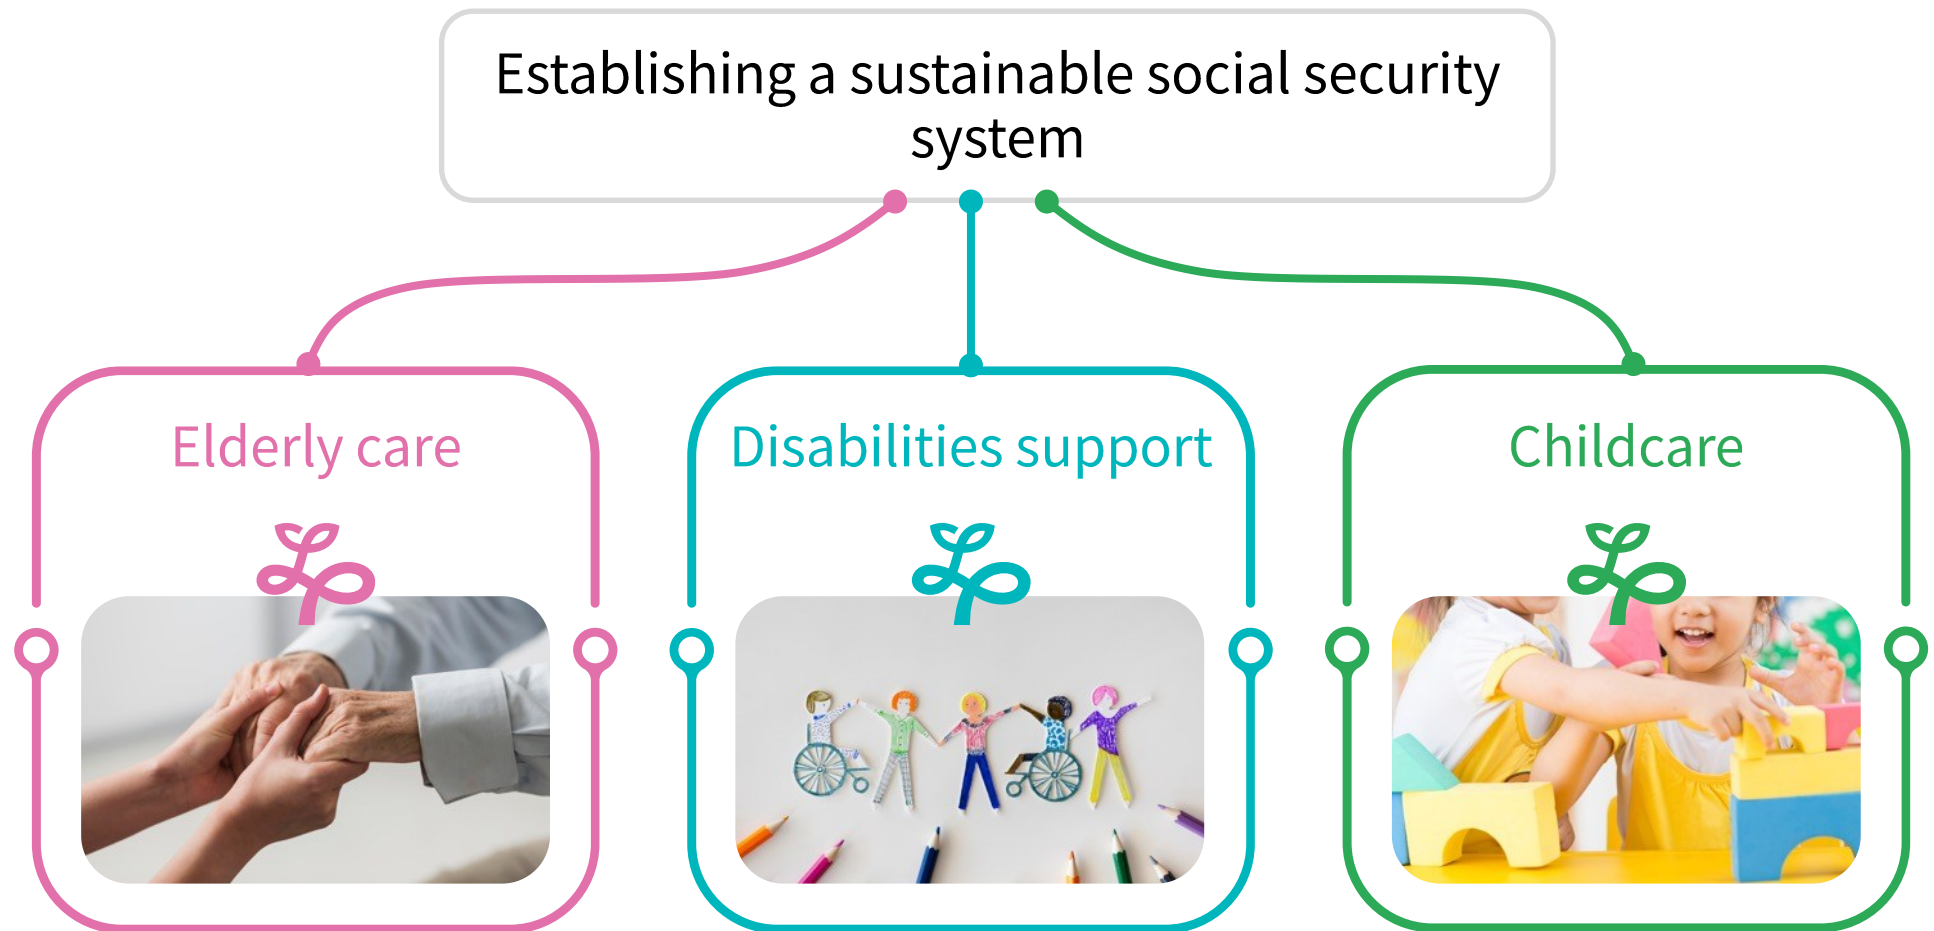 Establishing a sustainable social security
system
Elderly care
Disabilities support
Childcare